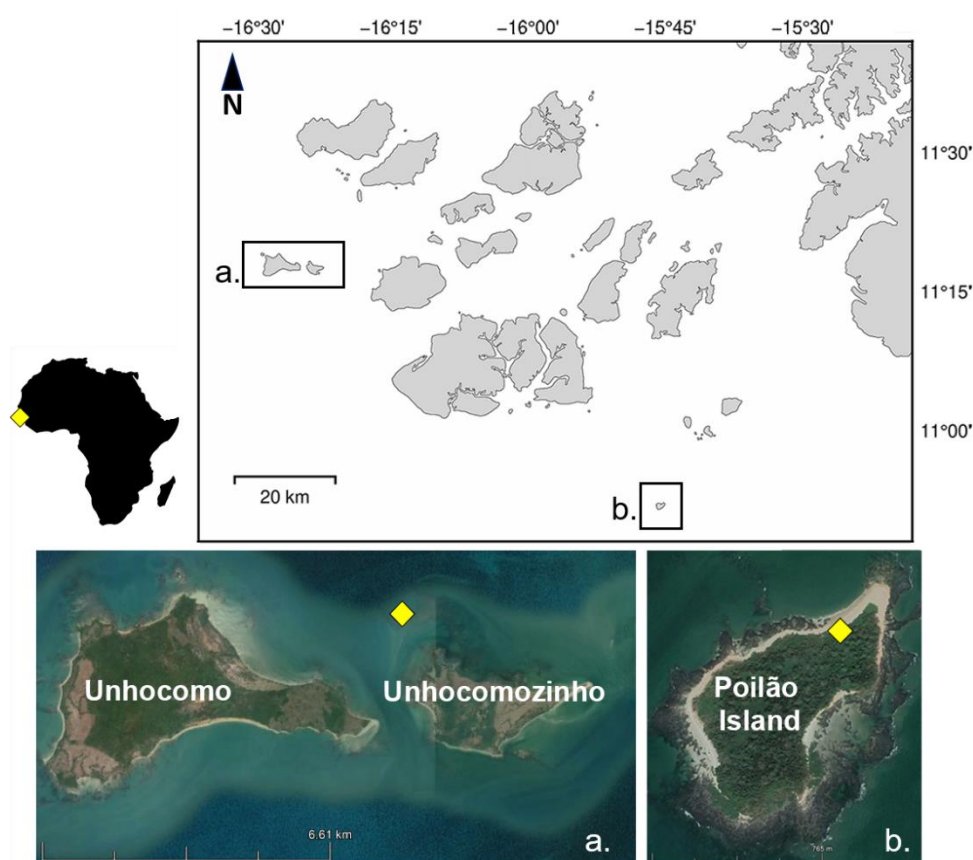 −16°30' −16°15' −16°00' −15°45' −15°30'
N
11°30'
a.
11°15'
11°00'
20 km
b.
Unhocomo
Unhocomozinho
Poilão
Island
6.61 km
a.
765 m
b.